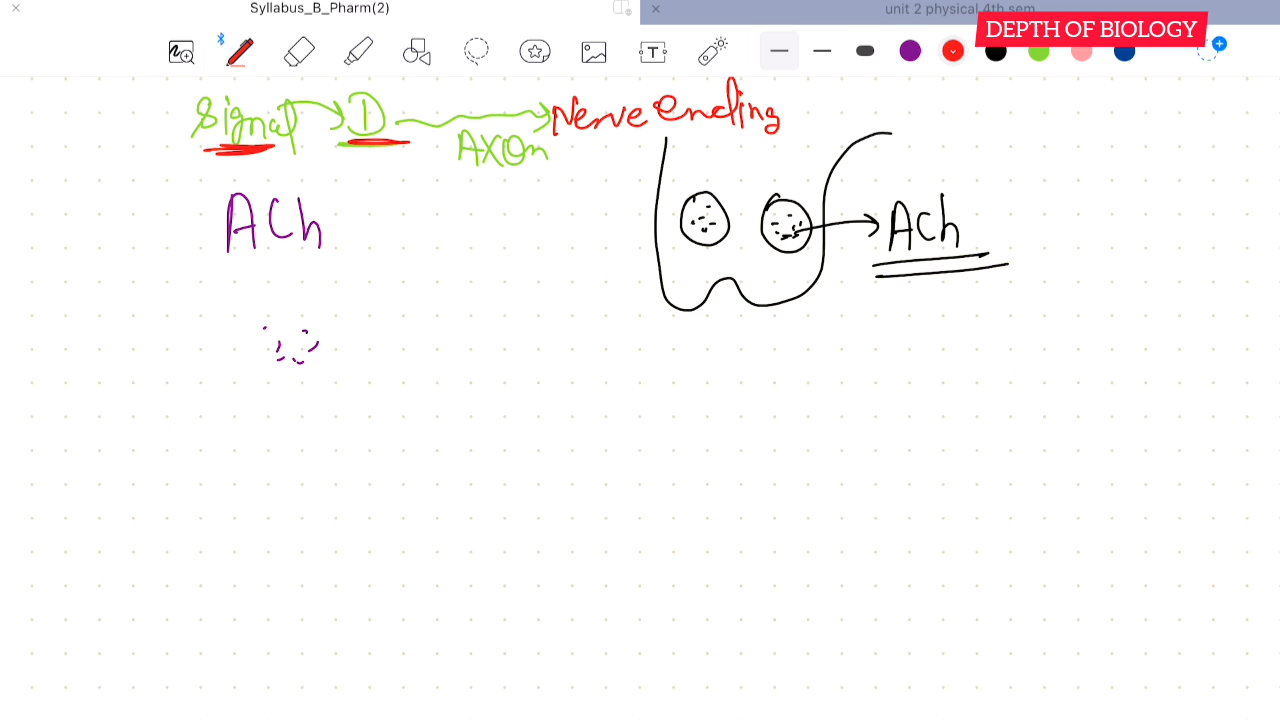 Syllabus_B_Pharm(2)
unit 2 physical 4th sem
DEPTH OF BIOLOGY
T
Signal D Nerve ending
AXON
ACh
ACh